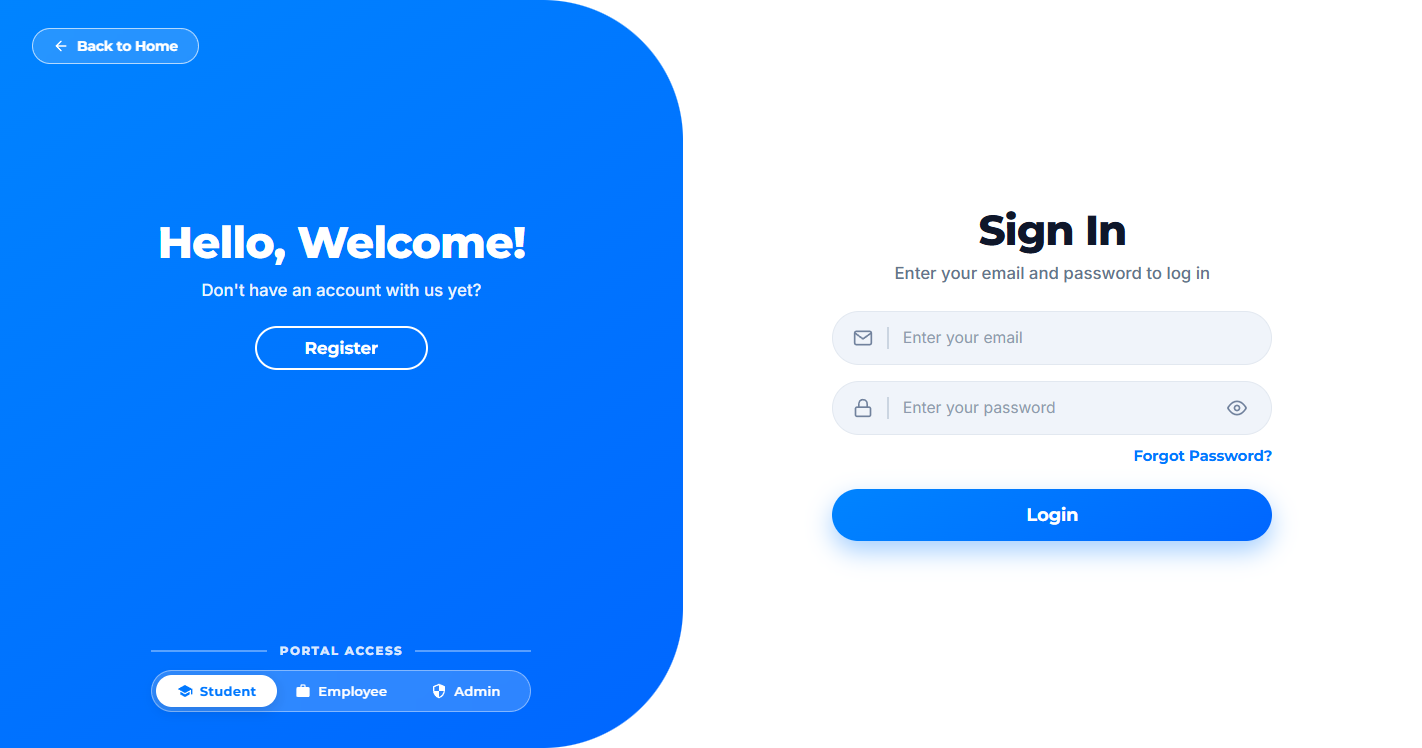 Back to Home
Hello, Welcome!
Don't have an account with us yet?
Register
PORTAL ACCESS
Student
Employee
Admin
Sign In
Enter your email and password to log in
Enter your email
Enter your password
Forgot Password?
Login